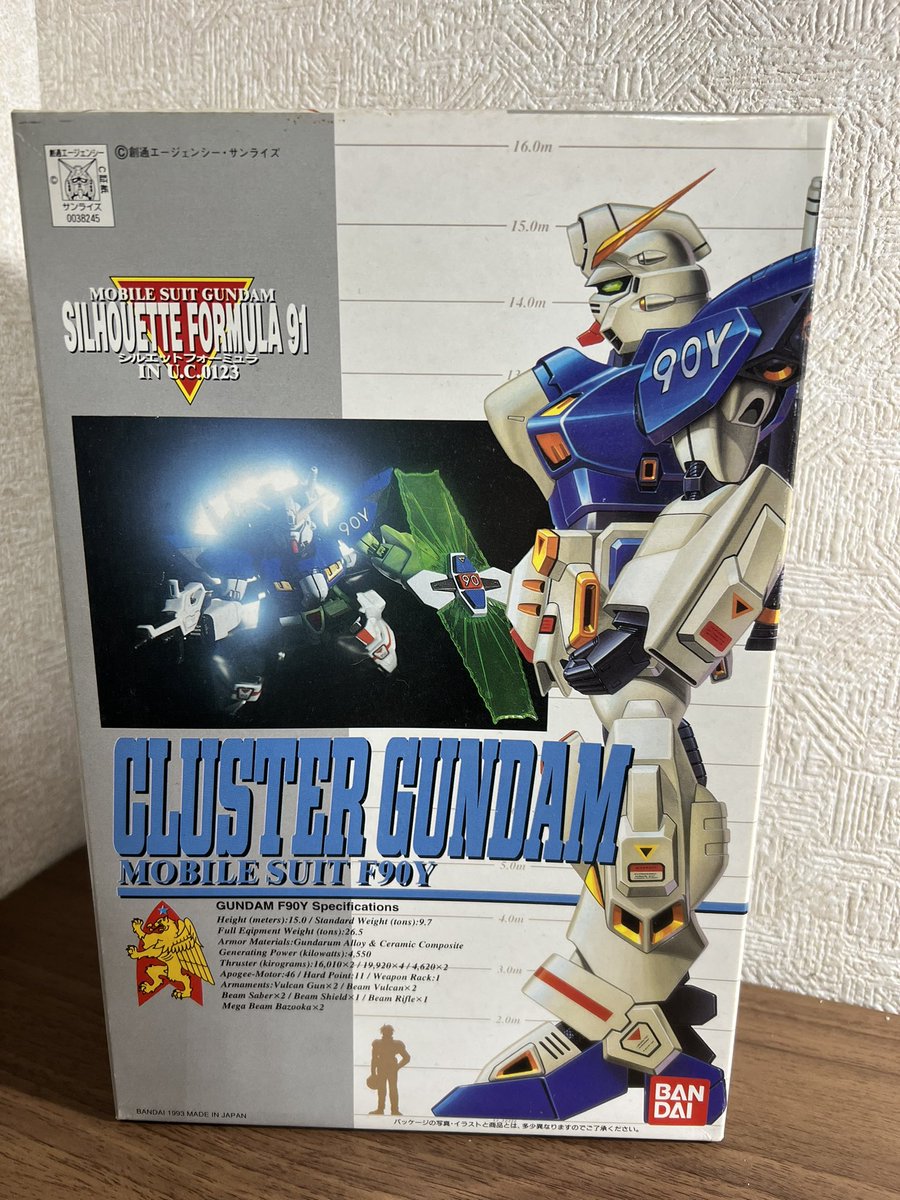 創通エージェンシー
C証紙
サンライズ
0038245
©
©創通エージェンシー・サンライズ
16.0m
15.0m
14.0m
MOBILE SUIT GUNDAM
SILHOUETTE FORMULA 91
シルエットフォーミュラ
IN U.C.0123
90Y
90Y
90
CLUSTER GUNDAM
MOBILE SUIT F90Y
5.0m
GUNDAM F90Y Specifications
Height (meters):15.0 / Standard Weight (tons):9.7
Full Eqipment Weight (tons):26.5
Armor Materials:Gundarum Alloy & Ceramic Composite
Generating Power (kilowatts):4,550
Thruster (kirograms):16,010×2 / 19,920×4 / 4,620×2
Apogee-Motor:46 / Hard Point:11 / Weapon Rack:1
Armaments:Vulcan Gun×2 / Beam Vulcan×2
Beam Saber×2 / Beam Shield×1 / Beam Rifle×1
Mega Beam Bazooka×2
4.0m
3.0m
2.0m
BANDAI 1993 MADE IN JAPAN
BAN
DAI
パッケージの写真・イラストと商品とは、多少異なりますのでご了承ください。